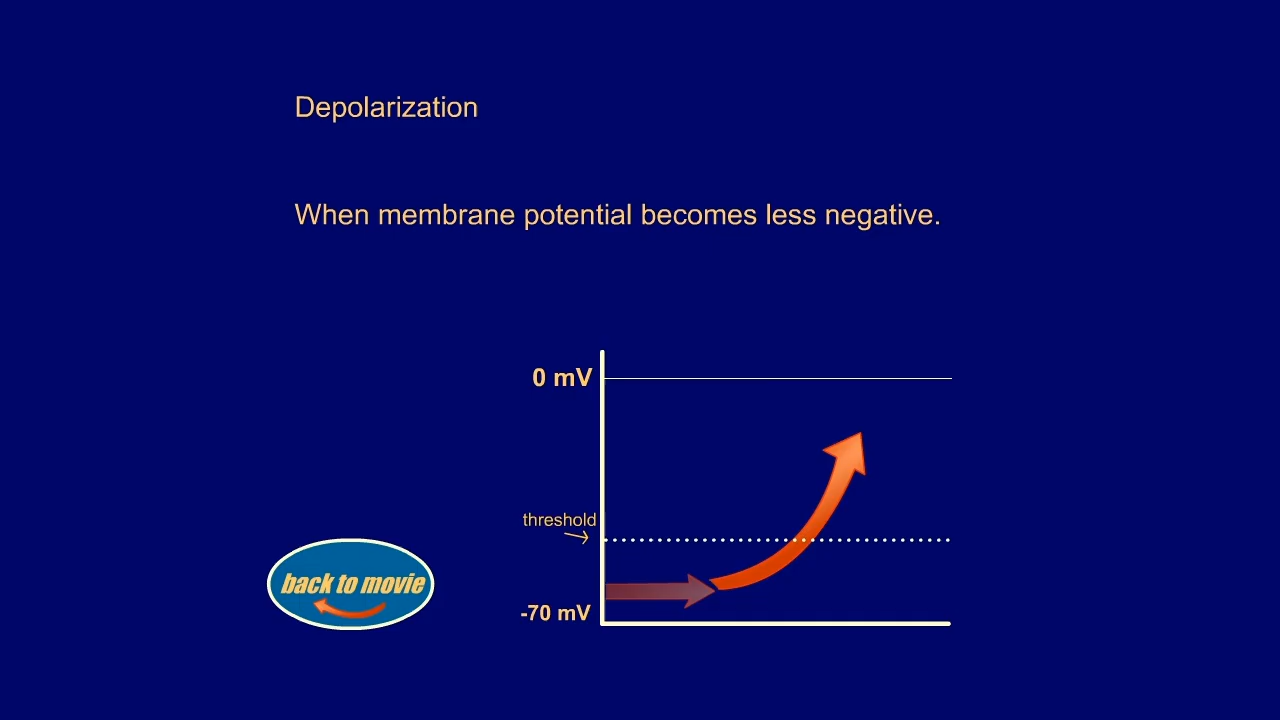 Depolarization
When membrane potential becomes less negative.
0 mV
threshold
back to movie
-70 mV